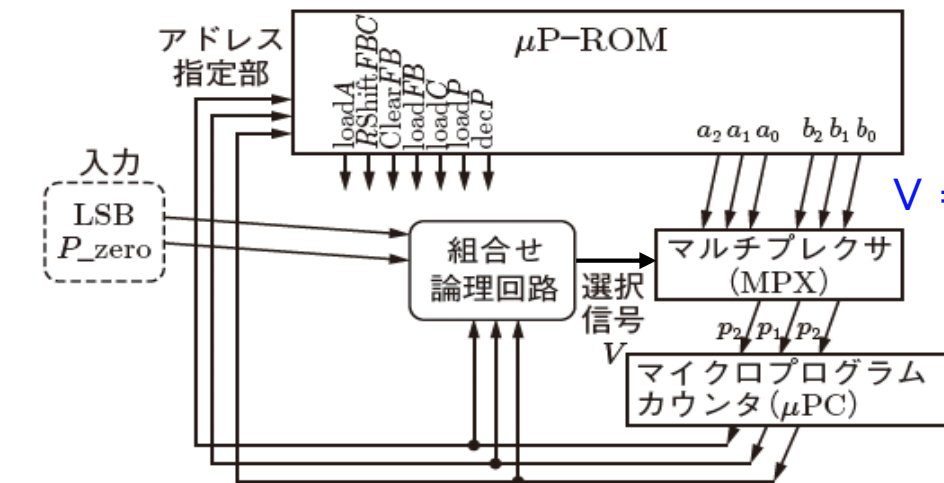 μP-ROM
アドレス
指定部
loadA
RShiftFBC
ClearFB
loadFB
loadC
loadP
decP
a₂ a₁ a₀ b₂ b₁ b₀
入力
LSB
P_zero
組合せ
論理回路
選択
信号
V
V =
マルチプレクサ
(MPX)
p₂ p₁ p₂
マイクロプログラム
カウンタ(μPC)